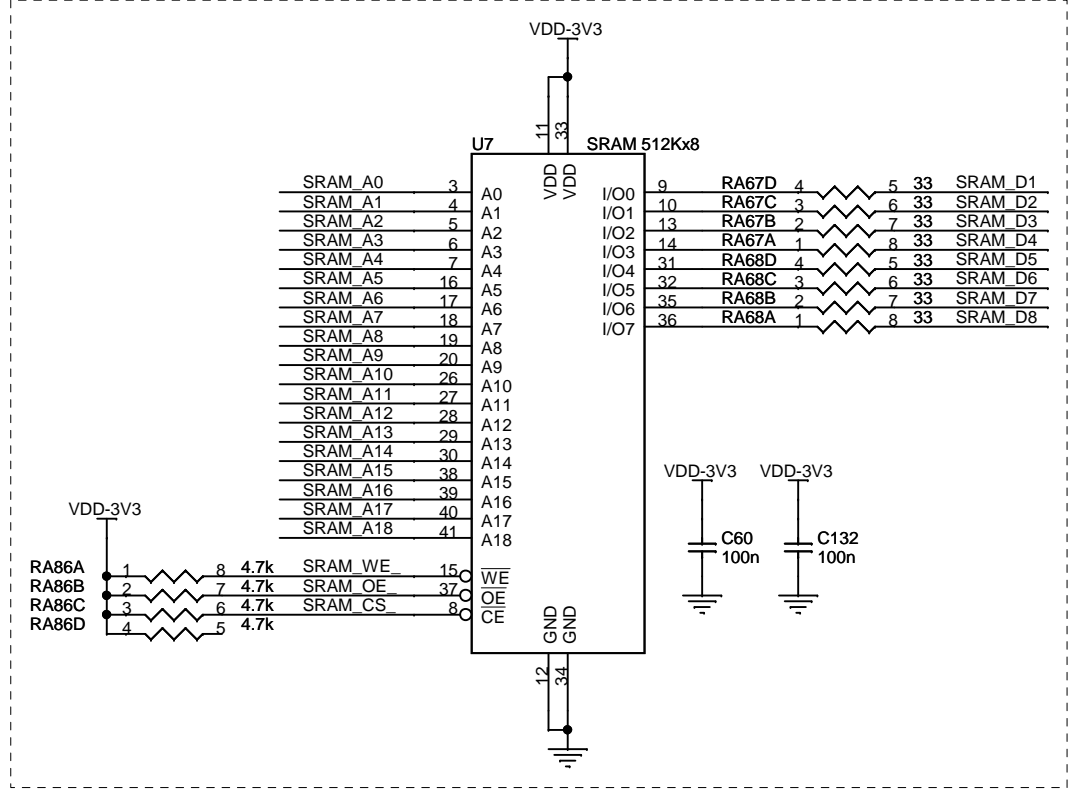 VDD-3V3
11
33
U7
SRAM 512Kx8
VDD
VDD
SRAM_A0 3 A0
SRAM_A1 4 A1
SRAM_A2 5 A2
SRAM_A3 6 A3
SRAM_A4 7 A4
SRAM_A5 16 A5
SRAM_A6 17 A6
SRAM_A7 18 A7
SRAM_A8 19 A8
SRAM_A9 20 A9
SRAM_A10 26 A10
SRAM_A11 27 A11
SRAM_A12 28 A12
SRAM_A13 29 A13
SRAM_A14 30 A14
SRAM_A15 38 A15
SRAM_A16 39 A16
SRAM_A17 40 A17
SRAM_A18 41 A18
I/O0 9 RA67D 4 5 33 SRAM_D1
I/O1 10 RA67C 3 6 33 SRAM_D2
I/O2 13 RA67B 2 7 33 SRAM_D3
I/O3 14 RA67A 1 8 33 SRAM_D4
I/O4 31 RA68D 4 5 33 SRAM_D5
I/O5 32 RA68C 3 6 33 SRAM_D6
I/O6 35 RA68B 2 7 33 SRAM_D7
I/O7 36 RA68A 1 8 33 SRAM_D8
VDD-3V3
RA86A 1 8 4.7k SRAM_WE_ 15 WE
RA86B 2 7 4.7k SRAM_OE_ 37 OE
RA86C 3 6 4.7k SRAM_CS_ 8 CE
RA86D 4 5 4.7k
VDD-3V3
C60
100n
VDD-3V3
C132
100n
GND
GND
12
34